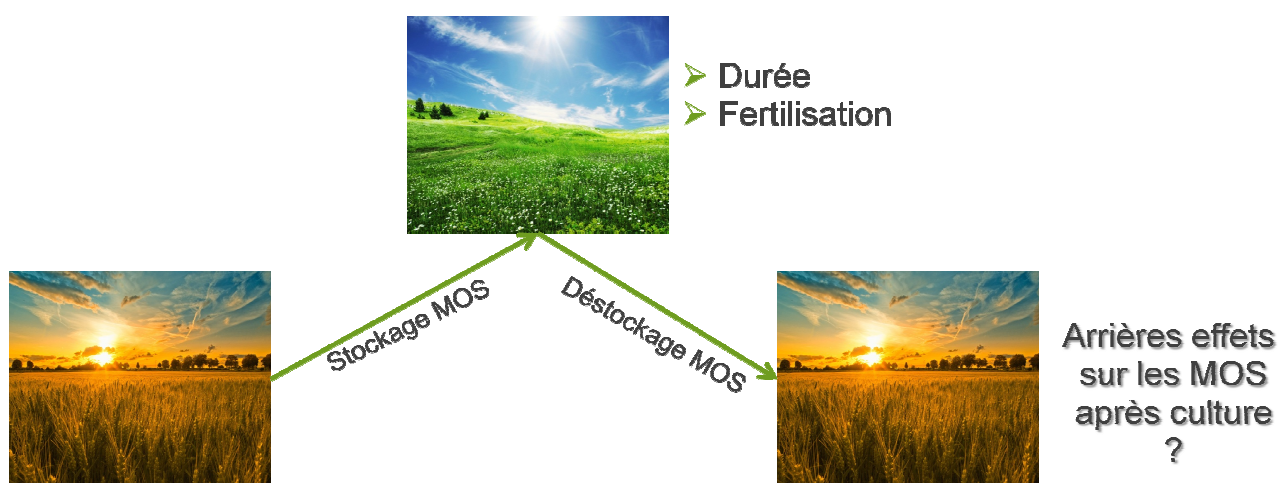 Durée
Fertilisation
Stockage MOS
Déstockage MOS
Arrières effets
sur les MOS
après culture
?